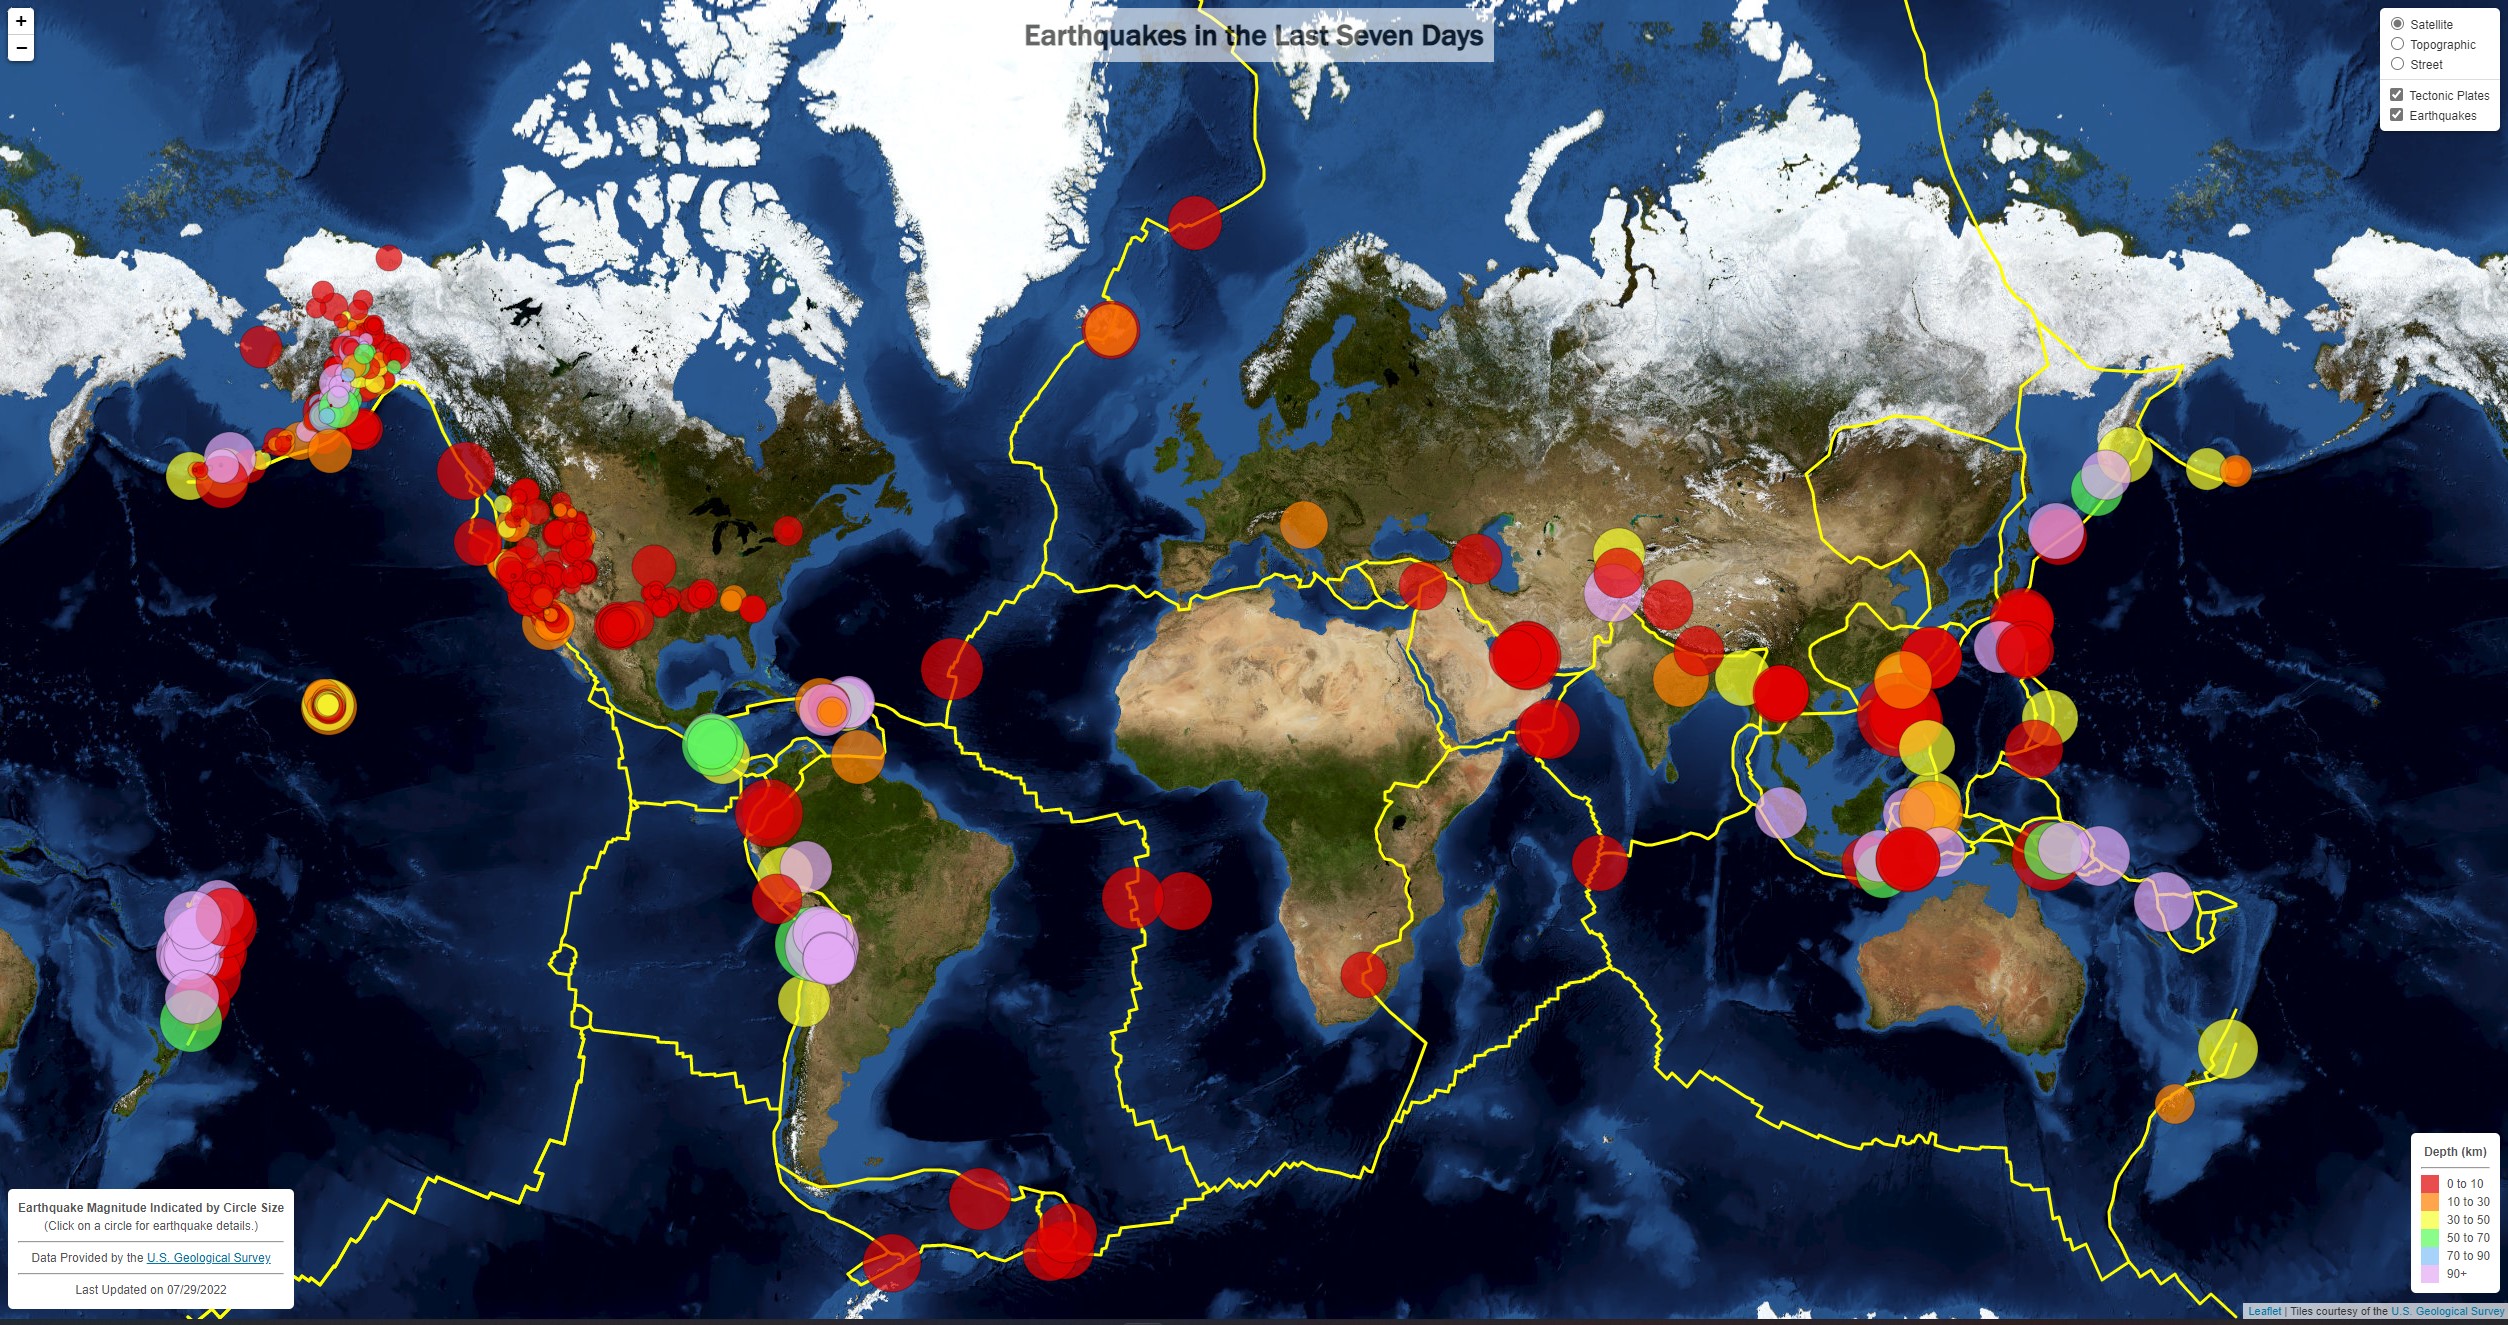 +
−
Earthquakes in the Last Seven Days
Satellite
Topographic
Street
Tectonic Plates
Earthquakes
Earthquake Magnitude Indicated by Circle Size
(Click on a circle for earthquake details.)
Data Provided by the U.S. Geological Survey
Last Updated on 07/29/2022
Depth (km)
0 to 10
10 to 30
30 to 50
50 to 70
70 to 90
90+
Leaflet | Tiles courtesy of the U.S. Geological Survey